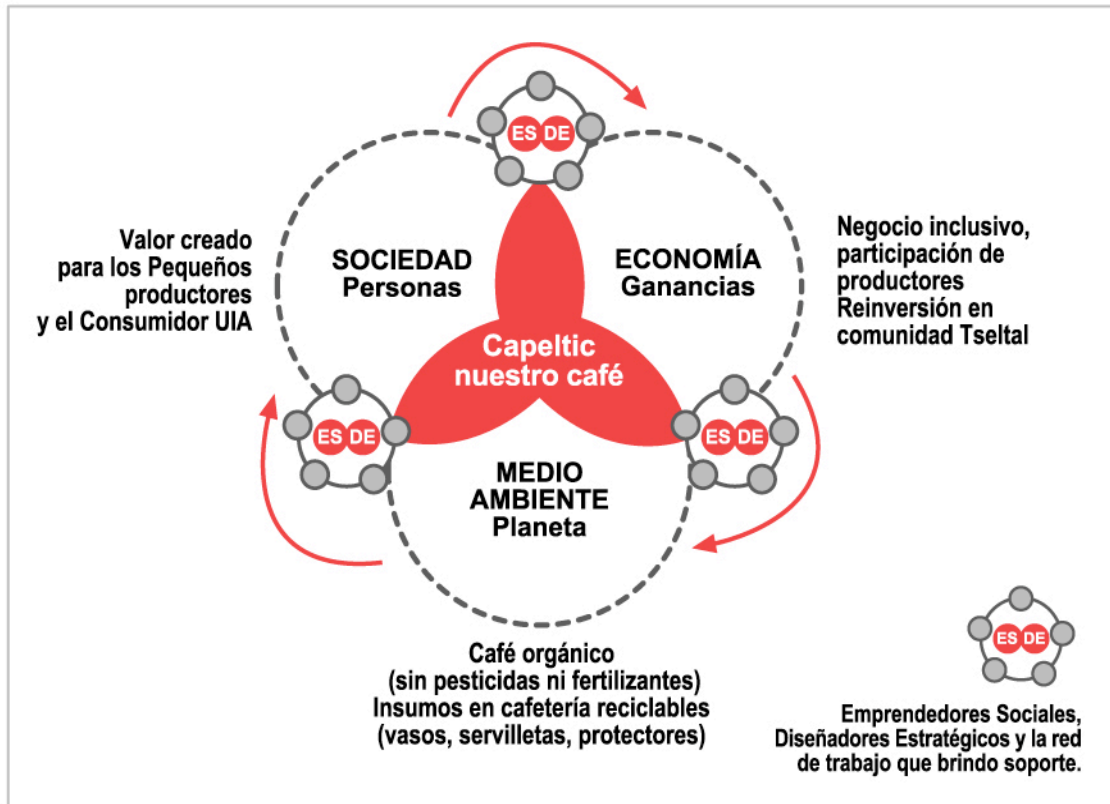 ES DE
Valor creado
para los Pequeños
productores
y el Consumidor UIA
SOCIEDAD
Personas
ECONOMÍA
Ganancias
Negocio inclusivo,
participación de
productores
Reinversión en
comunidad Tseltal
Capeltic
nuestro café
ES DE
ES DE
MEDIO
AMBIENTE
Planeta
Café orgánico
(sin pesticidas ni fertilizantes)
Insumos en cafetería reciclables
(vasos, servilletas, protectores)
ES DE
Emprendedores Sociales,
Diseñadores Estratégicos y la red
de trabajo que brindo soporte.